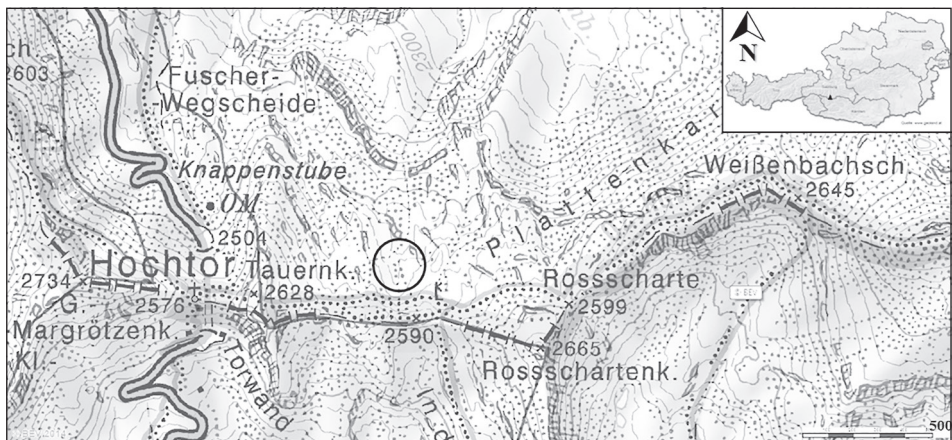 ch
2603
Fuscher-
-Wegscheide
Knappenstube
OM
2504
Hochtor
2734
G.
2576
Margrötzenk
Kl.-
Tauernk.
2628
Torwand
2590
Plattenkar
Weißenbachsch.
2645
Rossscharte
2599
2665
Rossschartenk.
N